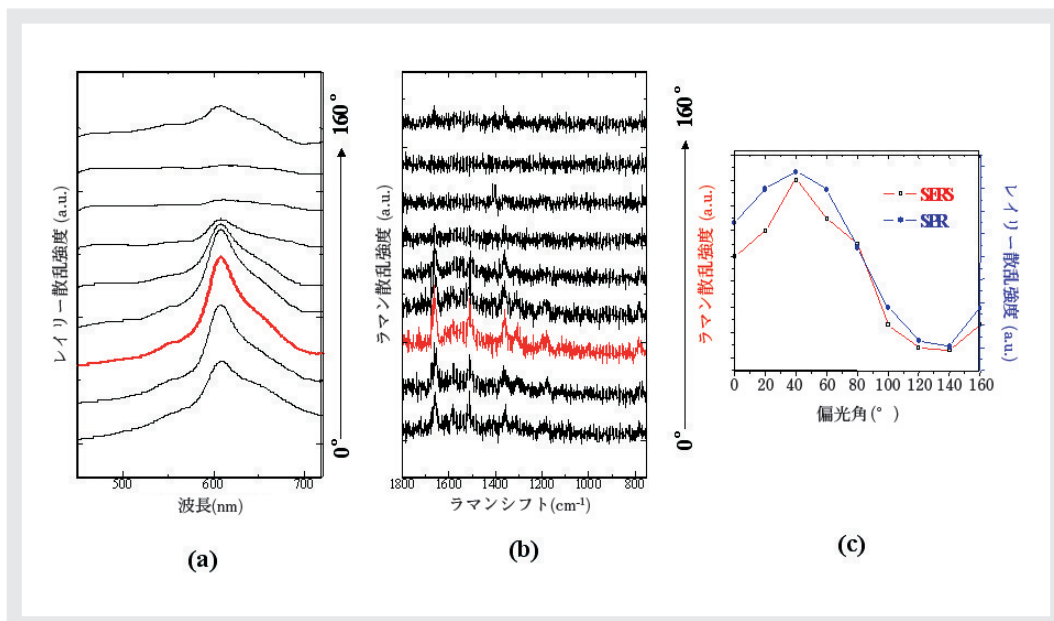 レイリー散乱強度 (a.u.)
500
600
700
波長(nm)
0°
160°
(a)
ラマン散乱強度 (a.u.)
1800
1600
1400
1200
1000
800
ラマンシフト(cm-1)
0°
160°
(b)
ラマン散乱強度 (a.u.)
SERS
SPR
レイリー散乱強度 (a.u.)
0
20
40
60
80
100
120
140
160
偏光角(°)
(c)